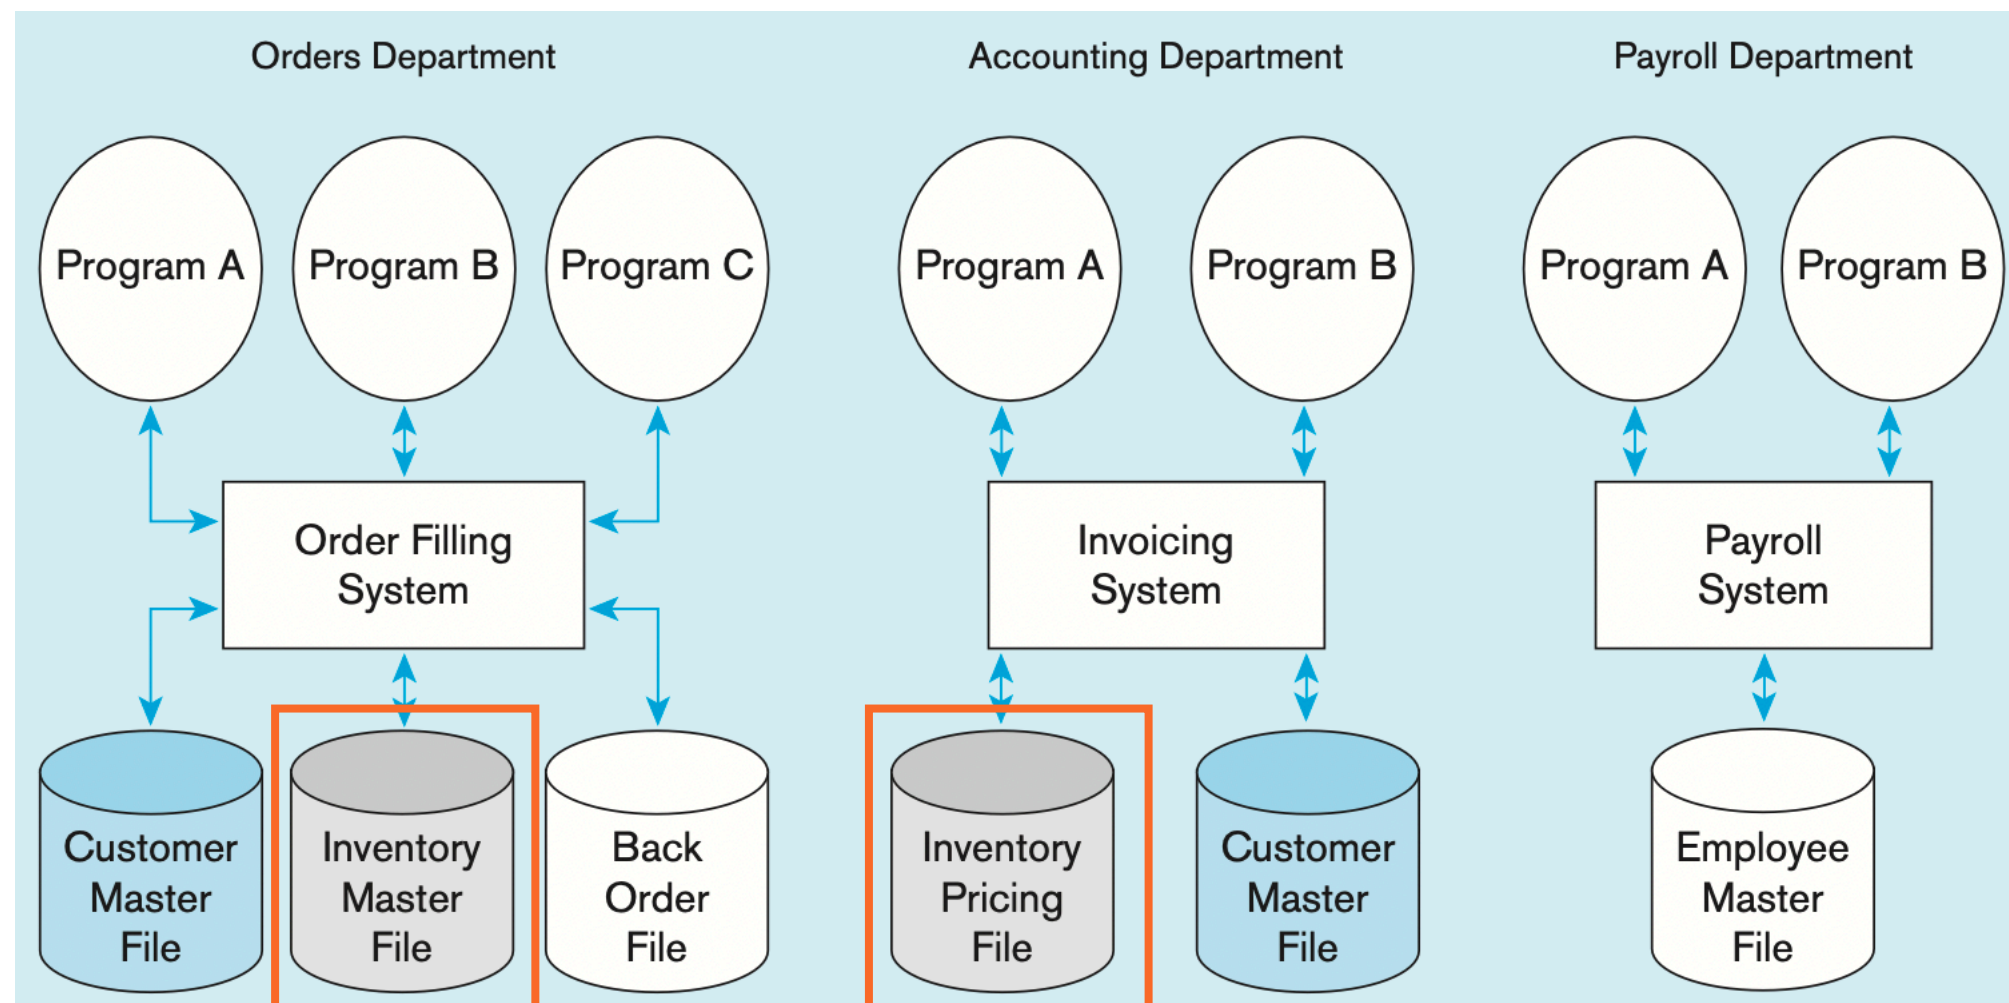 Orders Department
Accounting Department
Payroll Department
Program A
Program B
Program C
Program A
Program B
Program A
Program B
Order Filling
System
Invoicing
System
Payroll
System
Customer
Master
File
Inventory
Master
File
Back
Order
File
Inventory
Pricing
File
Customer
Master
File
Employee
Master
File